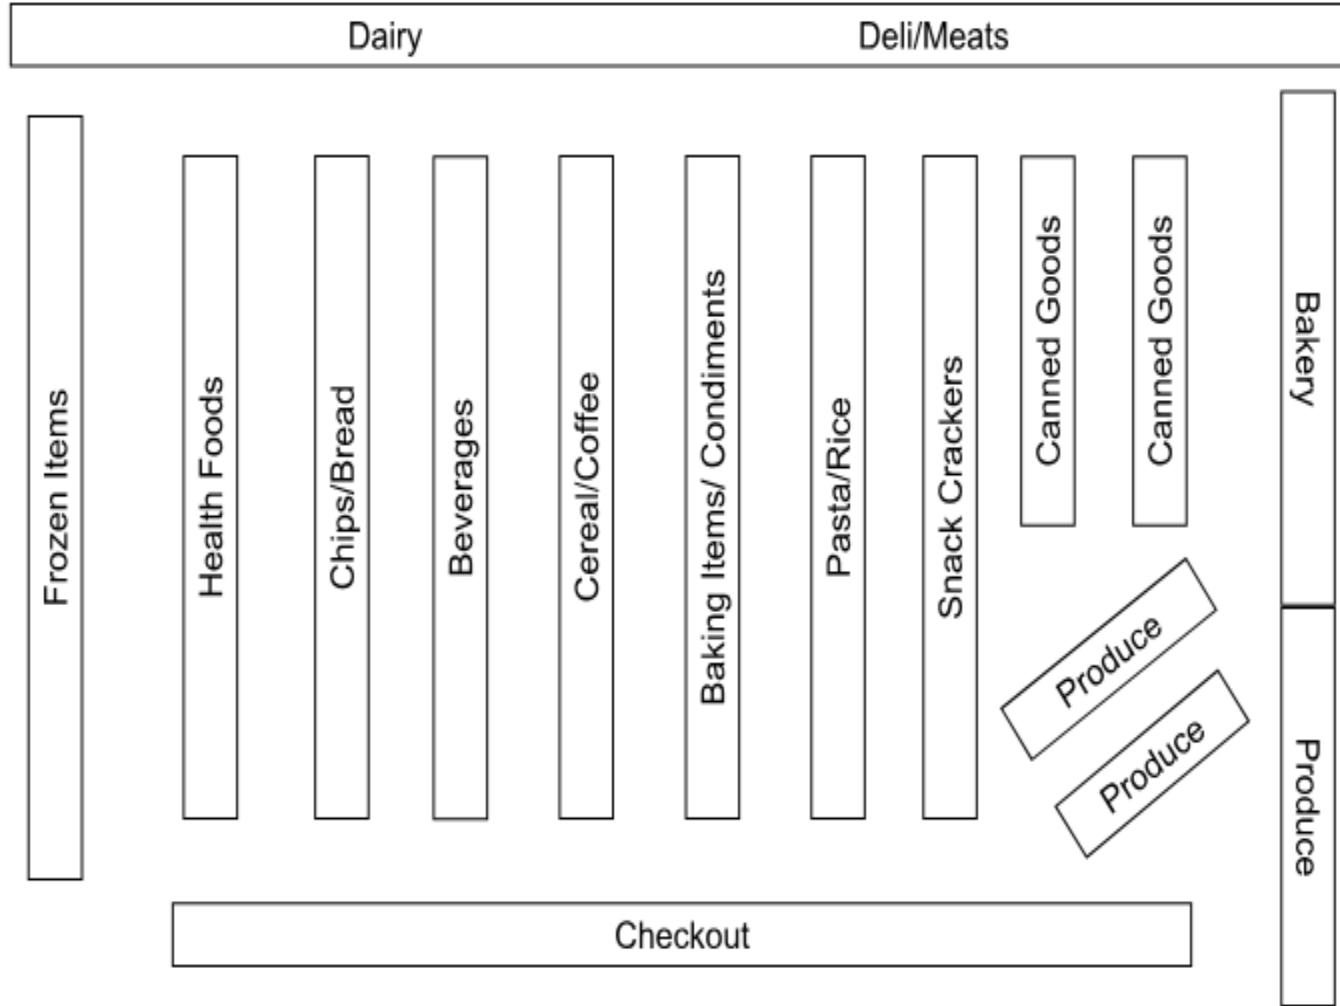 Dairy
Deli/Meats
Frozen Items
Health Foods
Chips/Bread
Beverages
Cereal/Coffee
Baking Items/ Condiments
Pasta/Rice
Snack Crackers
Canned Goods
Canned Goods
Bakery
Produce
Produce
Produce
Checkout